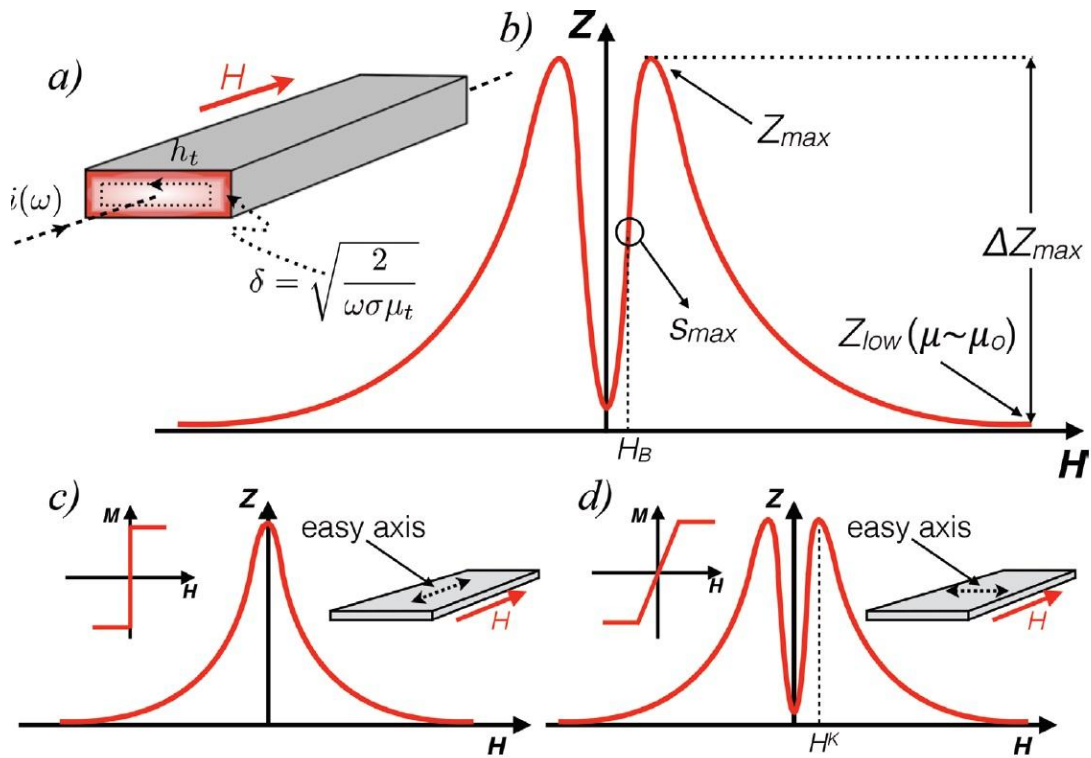 a)
H
h_t
i(ω)
δ = √(2/(ωσμ_t))
b)
Z
Z_max
ΔZ_max
s_max
Z_low (μ~μ_o)
H_B
H
c)
M
H
Z
easy axis
H
H
d)
M
H
Z
easy axis
H
H^K
H